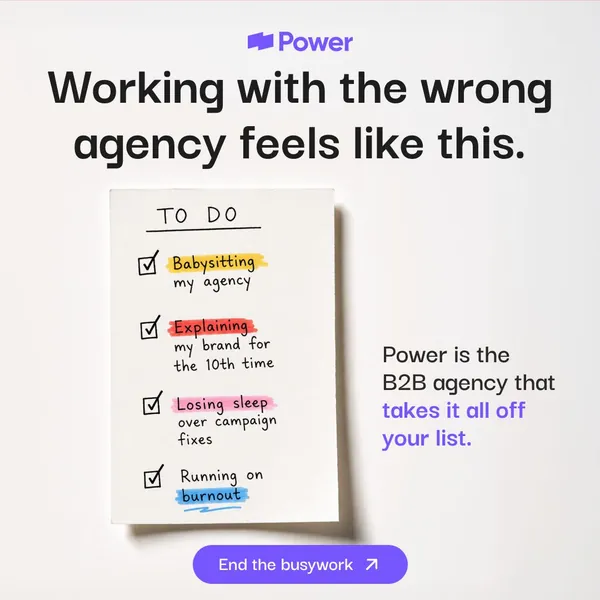 Power
Working with the wrong
agency feels like this.
TO DO
Babysitting
my agency
Explaining
my brand for
the 10th time
Losing sleep
over campaign
fixes
Running on
burnout
Power is the
B2B agency that
takes it all off
your list.
End the busywork